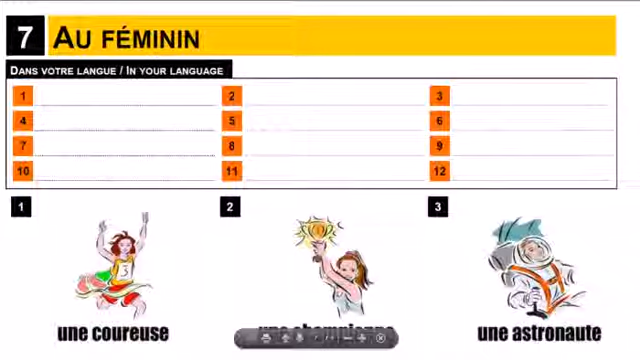 7 AU FÉMININ
DANS VOTRE LANGUE / IN YOUR LANGUAGE
1 2 3
4 5 6
7 8 9
10 11 12
1 2 3
une coureuse
une astronaute